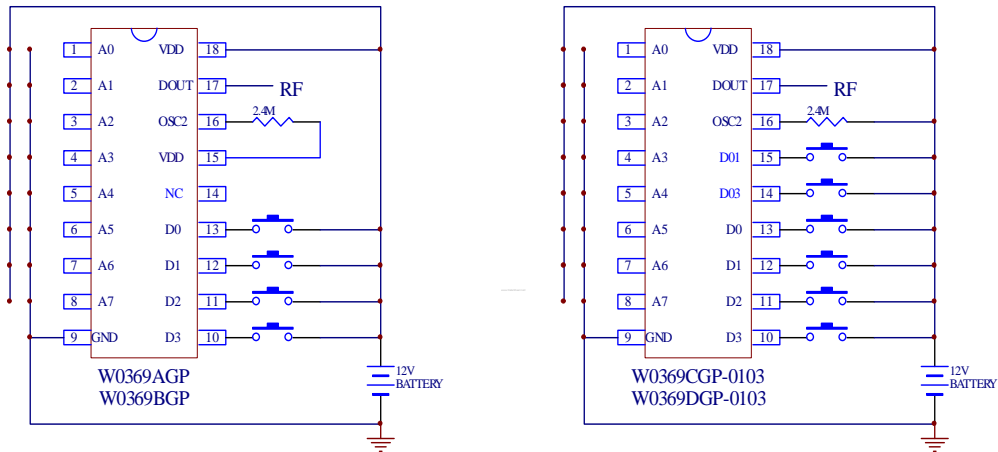 1 A0 VDD 18
2 A1 DOUT 17 RF
3 A2 OSC2 16 2.4M
4 A3 VDD 15
5 A4 NC 14
6 A5 D0 13
7 A6 D1 12
8 A7 D2 11
9 GND D3 10
12V
BATTERY
W0369AGP
W0369BGP
1 A0 VDD 18
2 A1 DOUT 17 RF
3 A2 OSC2 16 2.4M
4 A3 D01 15
5 A4 D03 14
6 A5 D0 13
7 A6 D1 12
8 A7 D2 11
9 GND D3 10
12V
BATTERY
W0369CGP-0103
W0369DGP-0103